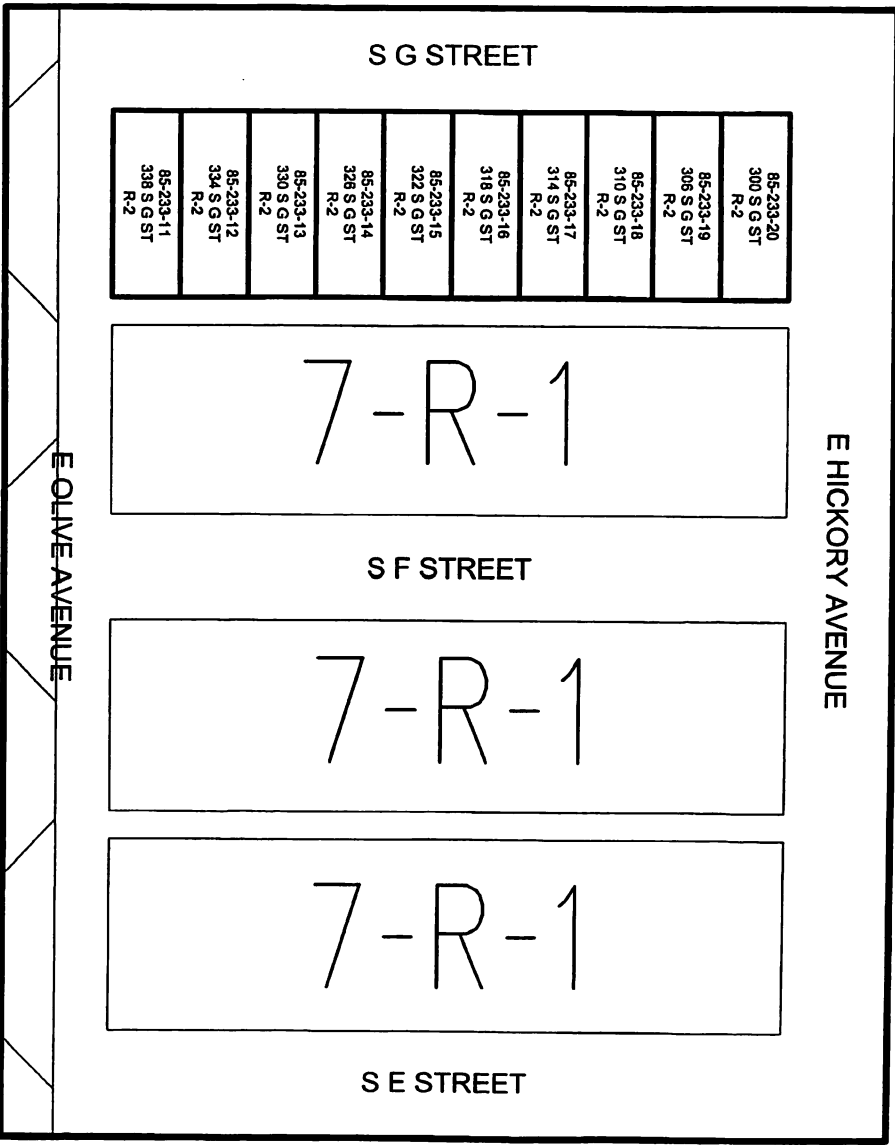 S G STREET
85-233-11
338 S G ST
R-2
85-233-12
334 S G ST
R-2
85-233-13
330 S G ST
R-2
85-233-14
326 S G ST
R-2
85-233-15
322 S G ST
R-2
85-233-16
318 S G ST
R-2
85-233-17
314 S G ST
R-2
85-233-18
310 S G ST
R-2
85-233-19
306 S G ST
R-2
85-233-20
300 S G ST
R-2
7-R-1
E HICKORY AVENUE
E OLIVE AVENUE
S F STREET
7-R-1
7-R-1
S E STREET